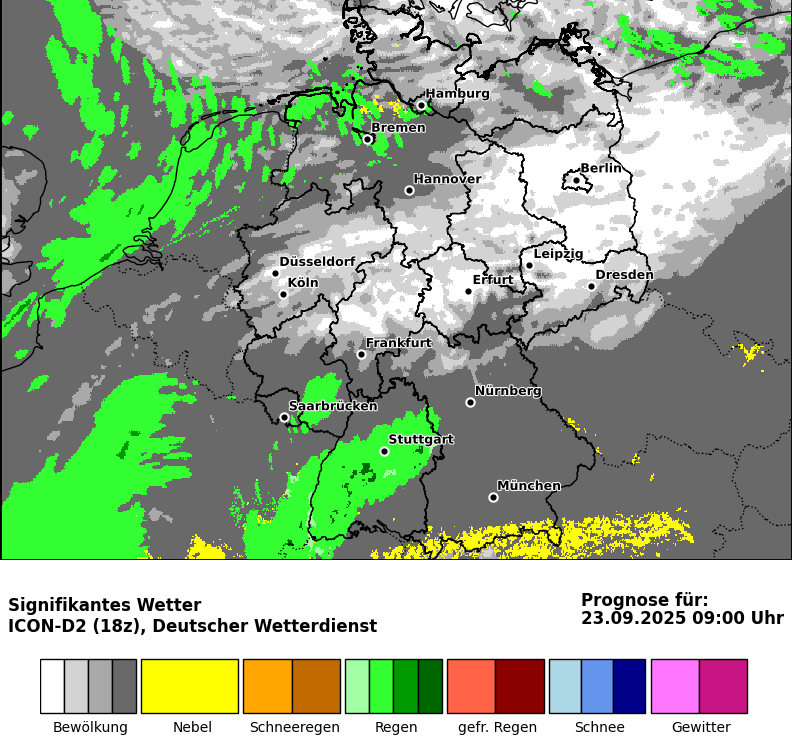 Hamburg
Bremen
Hannover
Berlin
Düsseldorf
Köln
Leipzig
Erfurt
Dresden
Frankfurt
Nürnberg
Saarbrücken
Stuttgart
München
Signifikantes Wetter
ICON-D2 (18z), Deutscher Wetterdienst
Prognose für:
23.09.2025 09:00 Uhr
Bewölkung
Nebel
Schneeregen
Regen
gefr. Regen
Schnee
Gewitter